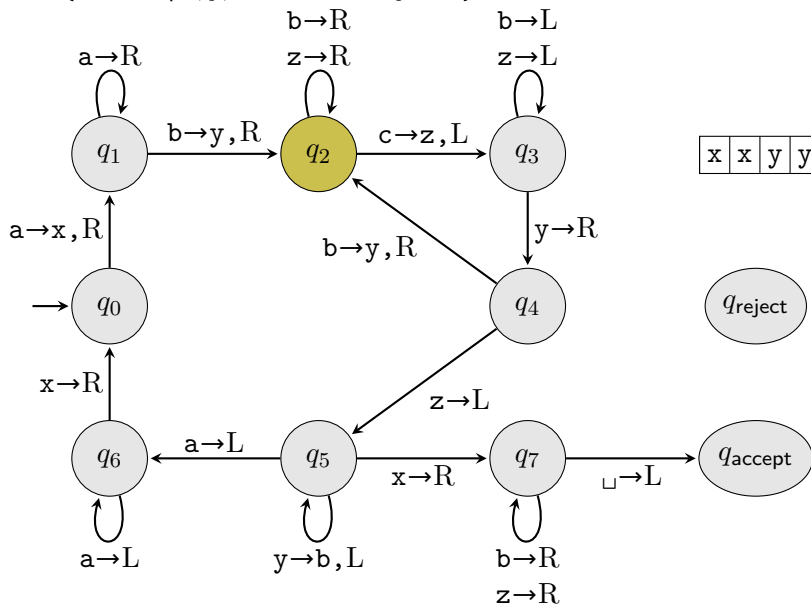 b→R b→L
a→R z→R z→L
q1 b→y,R q2 c→z,L q3 x x y y
a→x,R b→y,R y→R
q0 q4 qreject
x→R z→L
q6 a→L q5 x→R q7 ␣→L qaccept
a→L y→b,L b→R
z→R